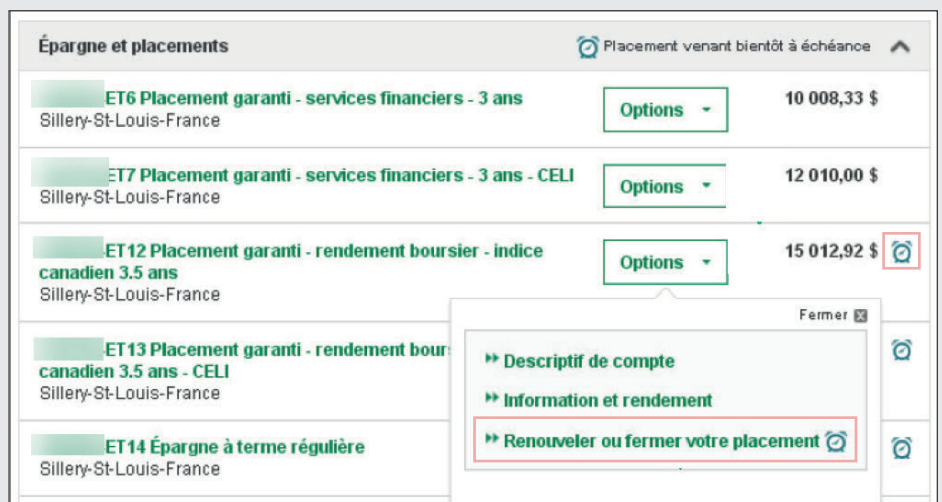 Épargne et placements Placement venant bientôt à échéance
ET6 Placement garanti - services financiers - 3 ans Options 10 008,33 $
Sillery-St-Louis-France
ET7 Placement garanti - services financiers - 3 ans - CELI Options 12 010,00 $
Sillery-St-Louis-France
ET12 Placement garanti - rendement boursier - indice
canadien 3.5 ans Options 15 012,92 $
Sillery-St-Louis-France
Fermer
ET13 Placement garanti - rendement bour
canadien 3.5 ans - CELI
Sillery-St-Louis-France
Descriptif de compte
Information et rendement
Renouveler ou fermer votre placement
ET14 Épargne à terme régulière
Sillery-St-Louis-France